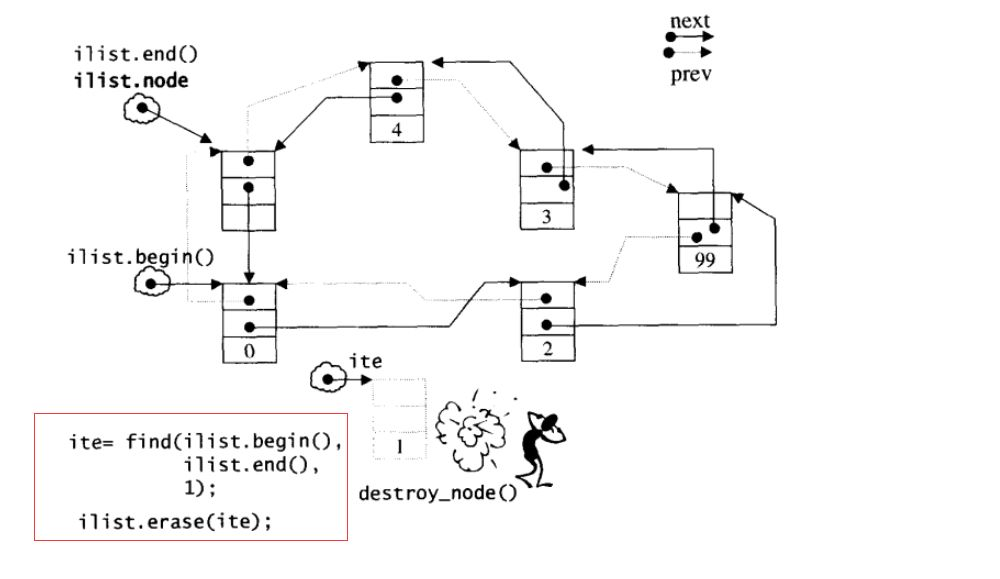 next
prev
ilist.end()
ilist.node
4
3
99
ilist.begin()
0
2
ite
1
destroy_node()
ite= find(ilist.begin(),
ilist.end(),
1);
ilist.erase(ite);